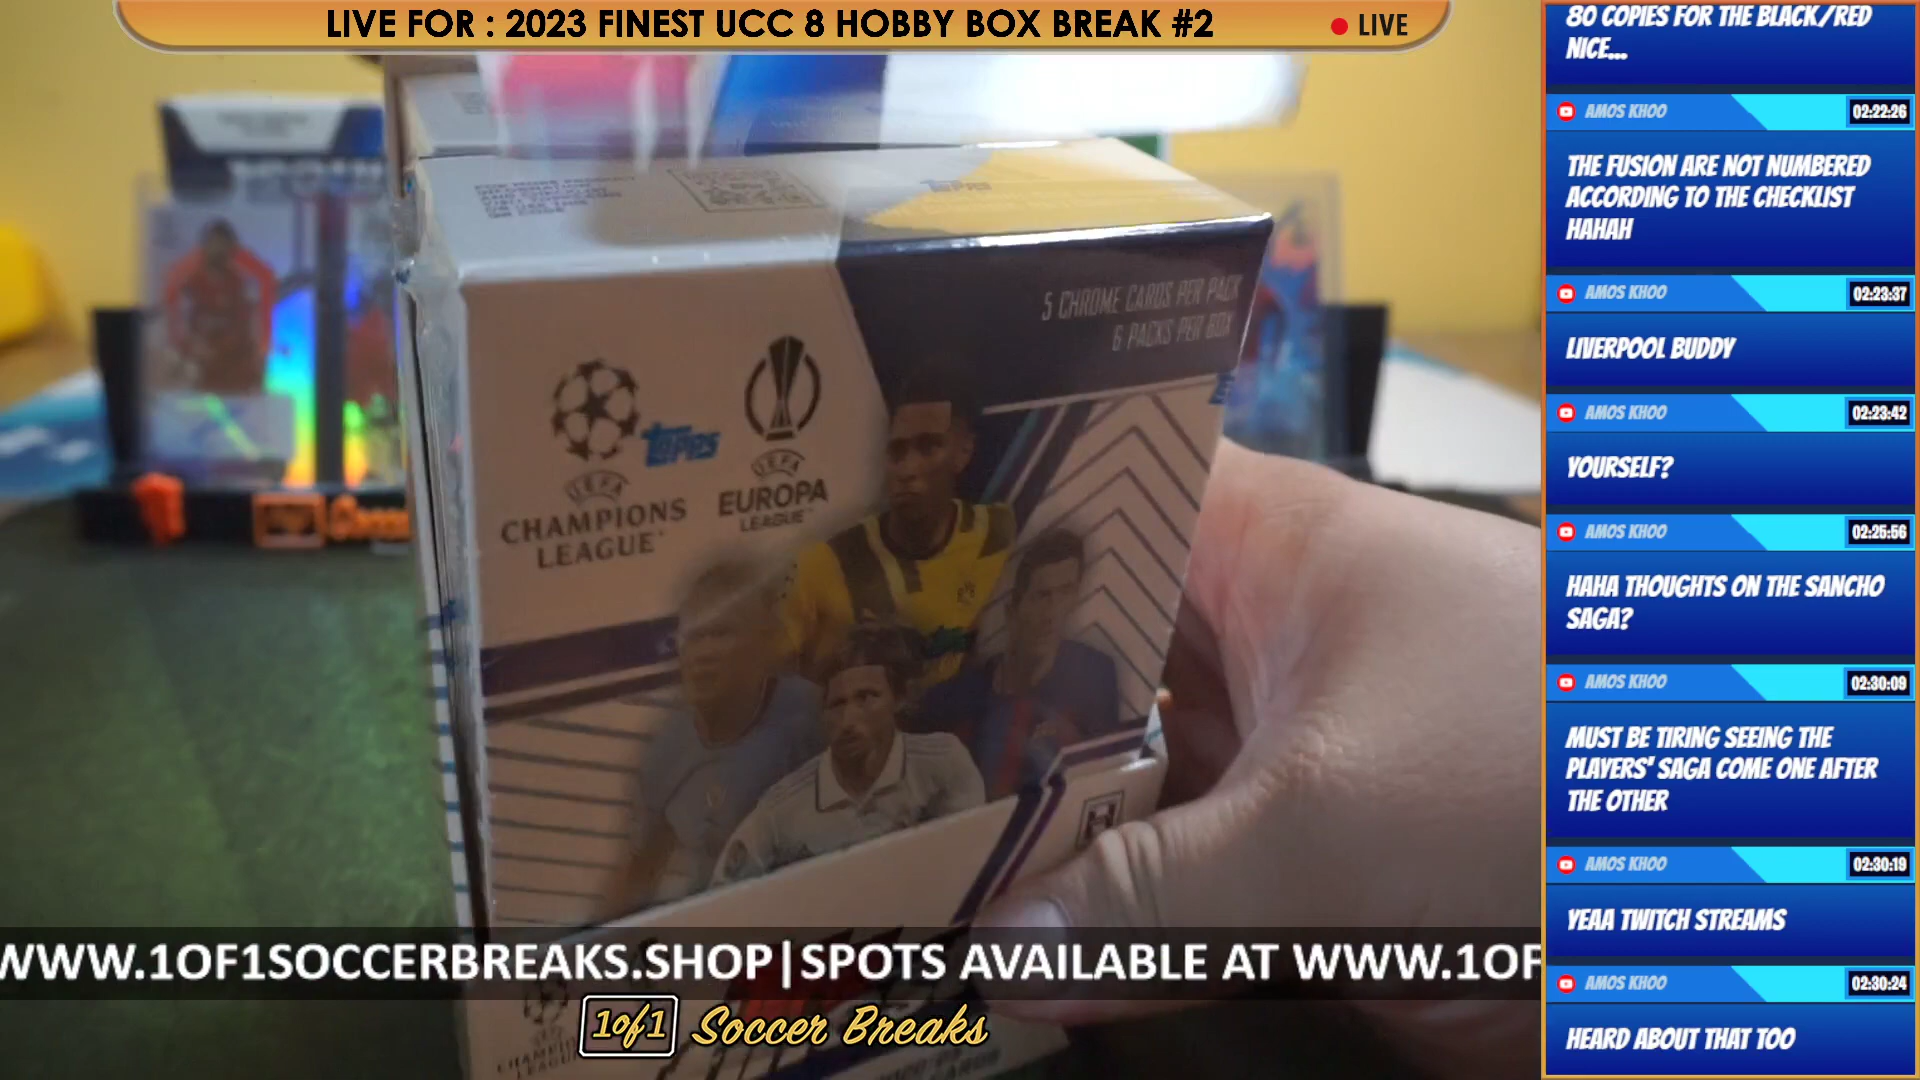 LIVE FOR : 2023 FINEST UCC 8 HOBBY BOX BREAK #2
LIVE
FOR MORE PRODUCT
INFORMATION
TOPPS
5 CHROME CARDS PER PACK
6 PACKS PER BOX
TOPPS
UEFA
CHAMPIONS
LEAGUE
UEFA
EUROPA
LEAGUE
WWW.1OF1SOCCERBREAKS.SHOP|SPOTS AVAILABLE AT WWW.1OF
1of1 Soccer Breaks
80 COPIES FOR THE BLACK/RED
NICE...
AMOS KHOO 02:22:26
THE FUSION ARE NOT NUMBERED
ACCORDING TO THE CHECKLIST
HAHAH
AMOS KHOO 02:23:37
LIVERPOOL BUDDY
AMOS KHOO 02:23:42
YOURSELF?
AMOS KHOO 02:25:56
HAHA THOUGHTS ON THE SANCHO
SAGA?
AMOS KHOO 02:30:09
MUST BE TIRING SEEING THE
PLAYERS' SAGA COME ONE AFTER
THE OTHER
AMOS KHOO 02:30:19
YEAA TWITCH STREAMS
AMOS KHOO 02:30:24
HEARD ABOUT THAT TOO